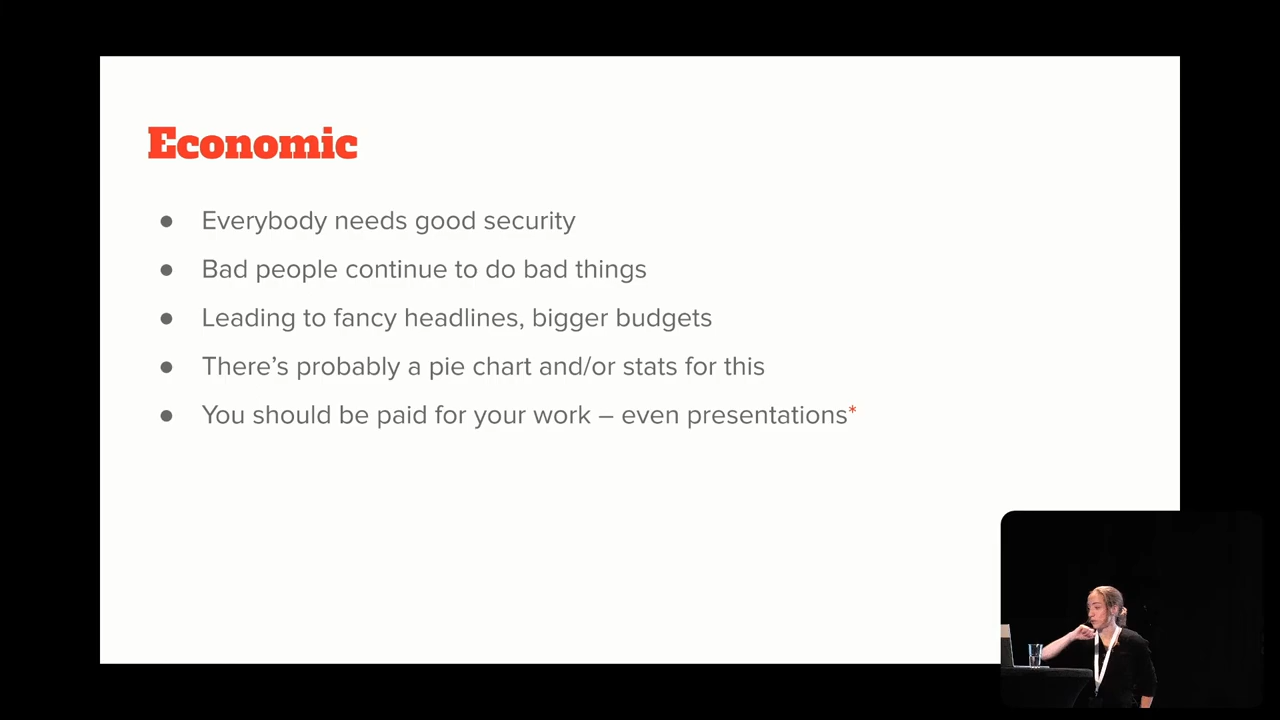 Economic
● Everybody needs good security
● Bad people continue to do bad things
● Leading to fancy headlines, bigger budgets
● There’s probably a pie chart and/or stats for this
● You should be paid for your work – even presentations*